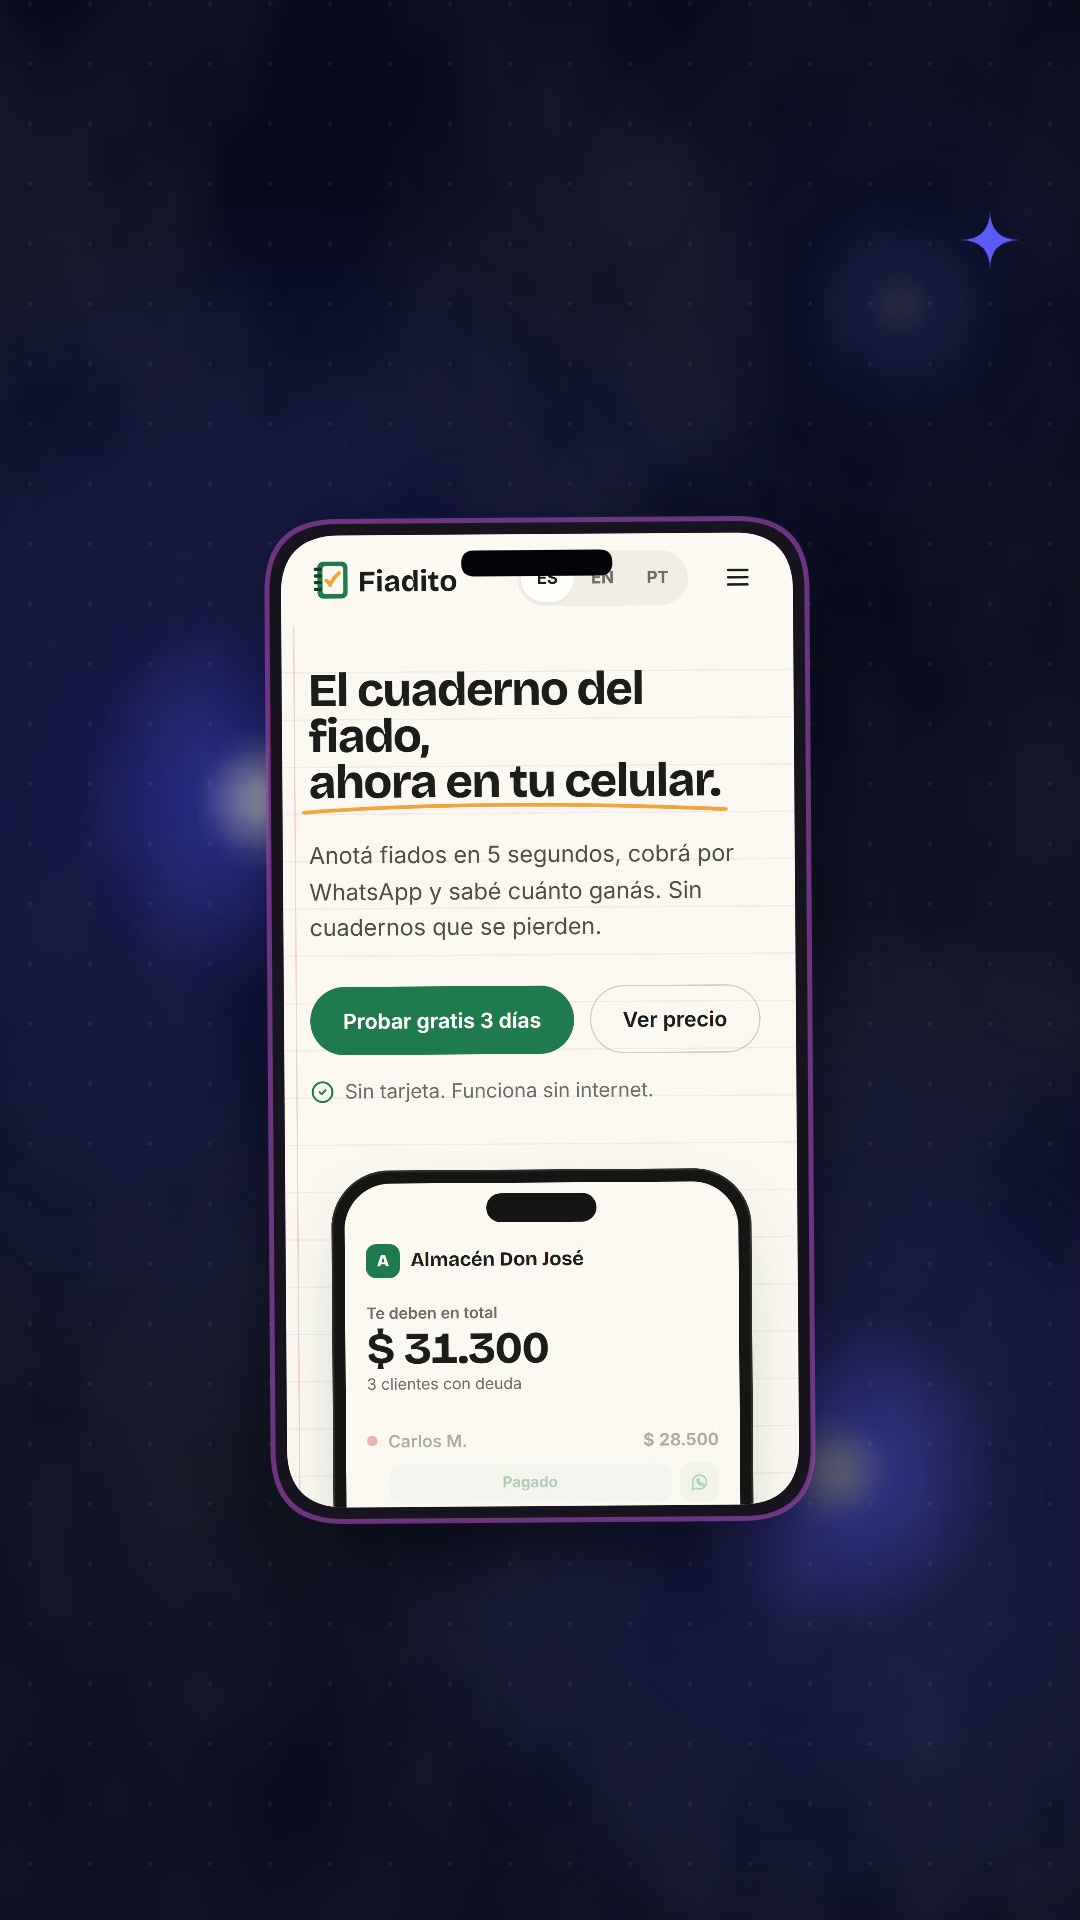 Fiadito
ES EN PT
El cuaderno del
fiado,
ahora en tu celular.
Anotá fiados en 5 segundos, cobrá por
WhatsApp y sabé cuánto ganás. Sin
cuadernos que se pierden.
Probar gratis 3 días
Ver precio
Sin tarjeta. Funciona sin internet.
A
Almacén Don José
Te deben en total
$ 31.300
3 clientes con deuda
Carlos M.
$ 28.500
Pagado